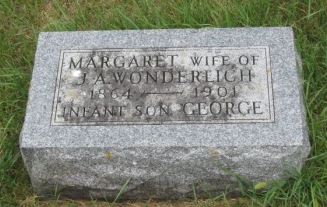 MARGARET WIFE OF
J.A. WONDERLICH
1864 — 1901
INFANT SON GEORGE